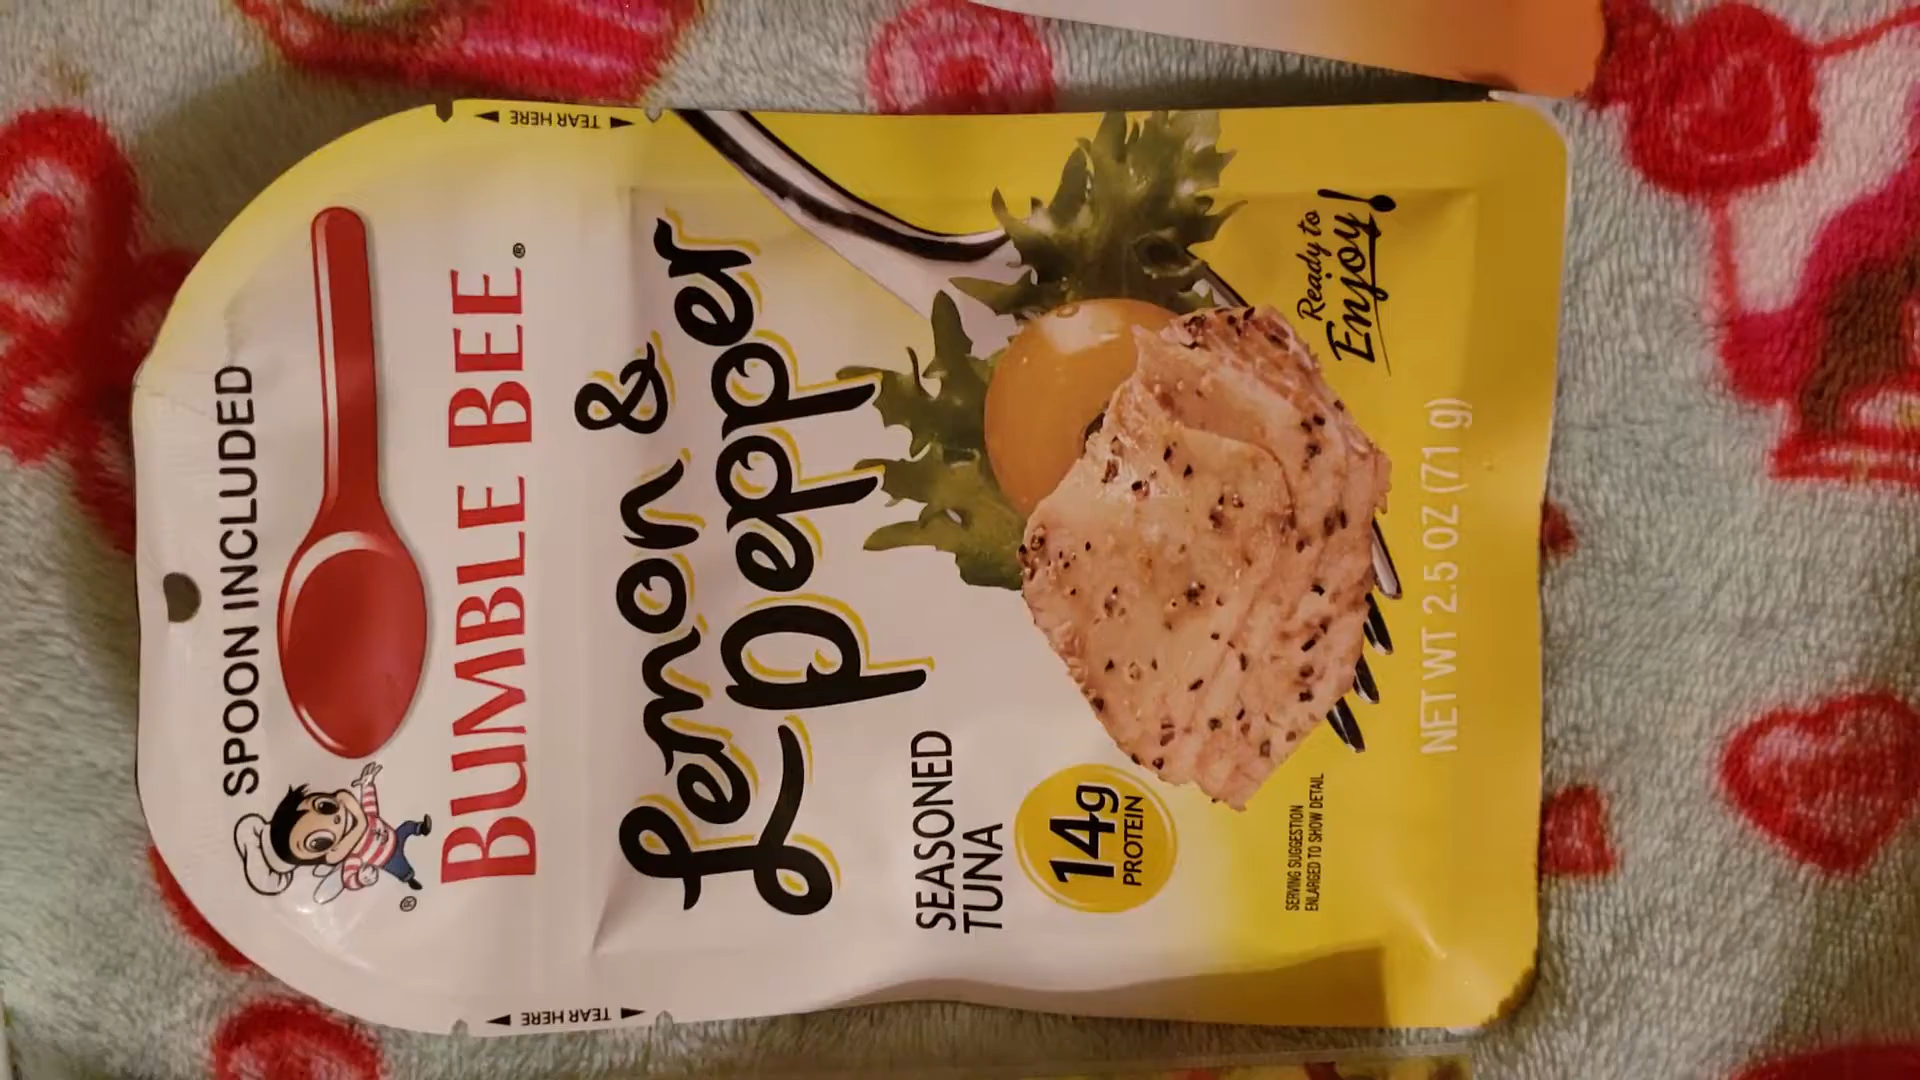 SPOON INCLUDED
®
BUMBLE BEE®
TEAR HERE
TEAR HERE
Lemon &
pepper
SEASONED
TUNA
14g
PROTEIN
Ready to
Enjoy!
SERVING SUGGESTION
ENLARGED TO SHOW DETAIL
NET WT 2.5 OZ (71 g)